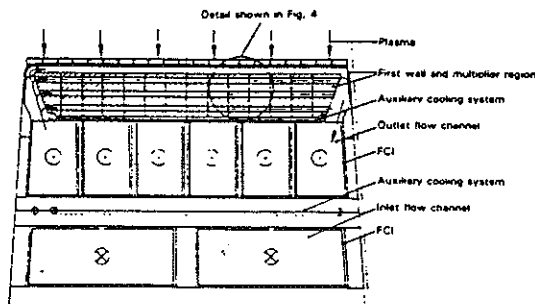 Detail shown in Fig. 4
Plasma
First wall and multiplier region
Auxiliary cooling system
Outlet flow channel
FCI
Auxiliary cooling system
Inlet flow channel
FCI